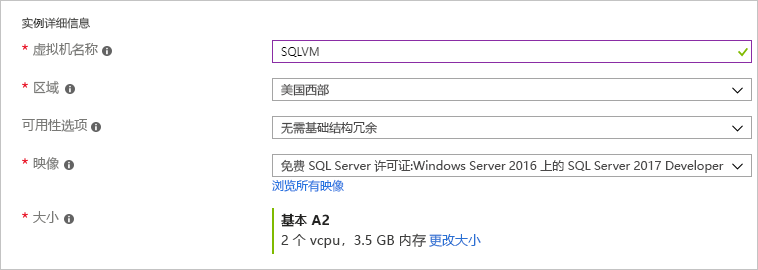 实例详细信息
* 虚拟机名称
SQLVM
* 区域
美国西部
可用性选项
无需基础结构冗余
* 映像
免费 SQL Server 许可证:Windows Server 2016 上的 SQL Server 2017 Developer
浏览所有映像
* 大小
基本 A2
2 个 vcpu，3.5 GB 内存 更改大小